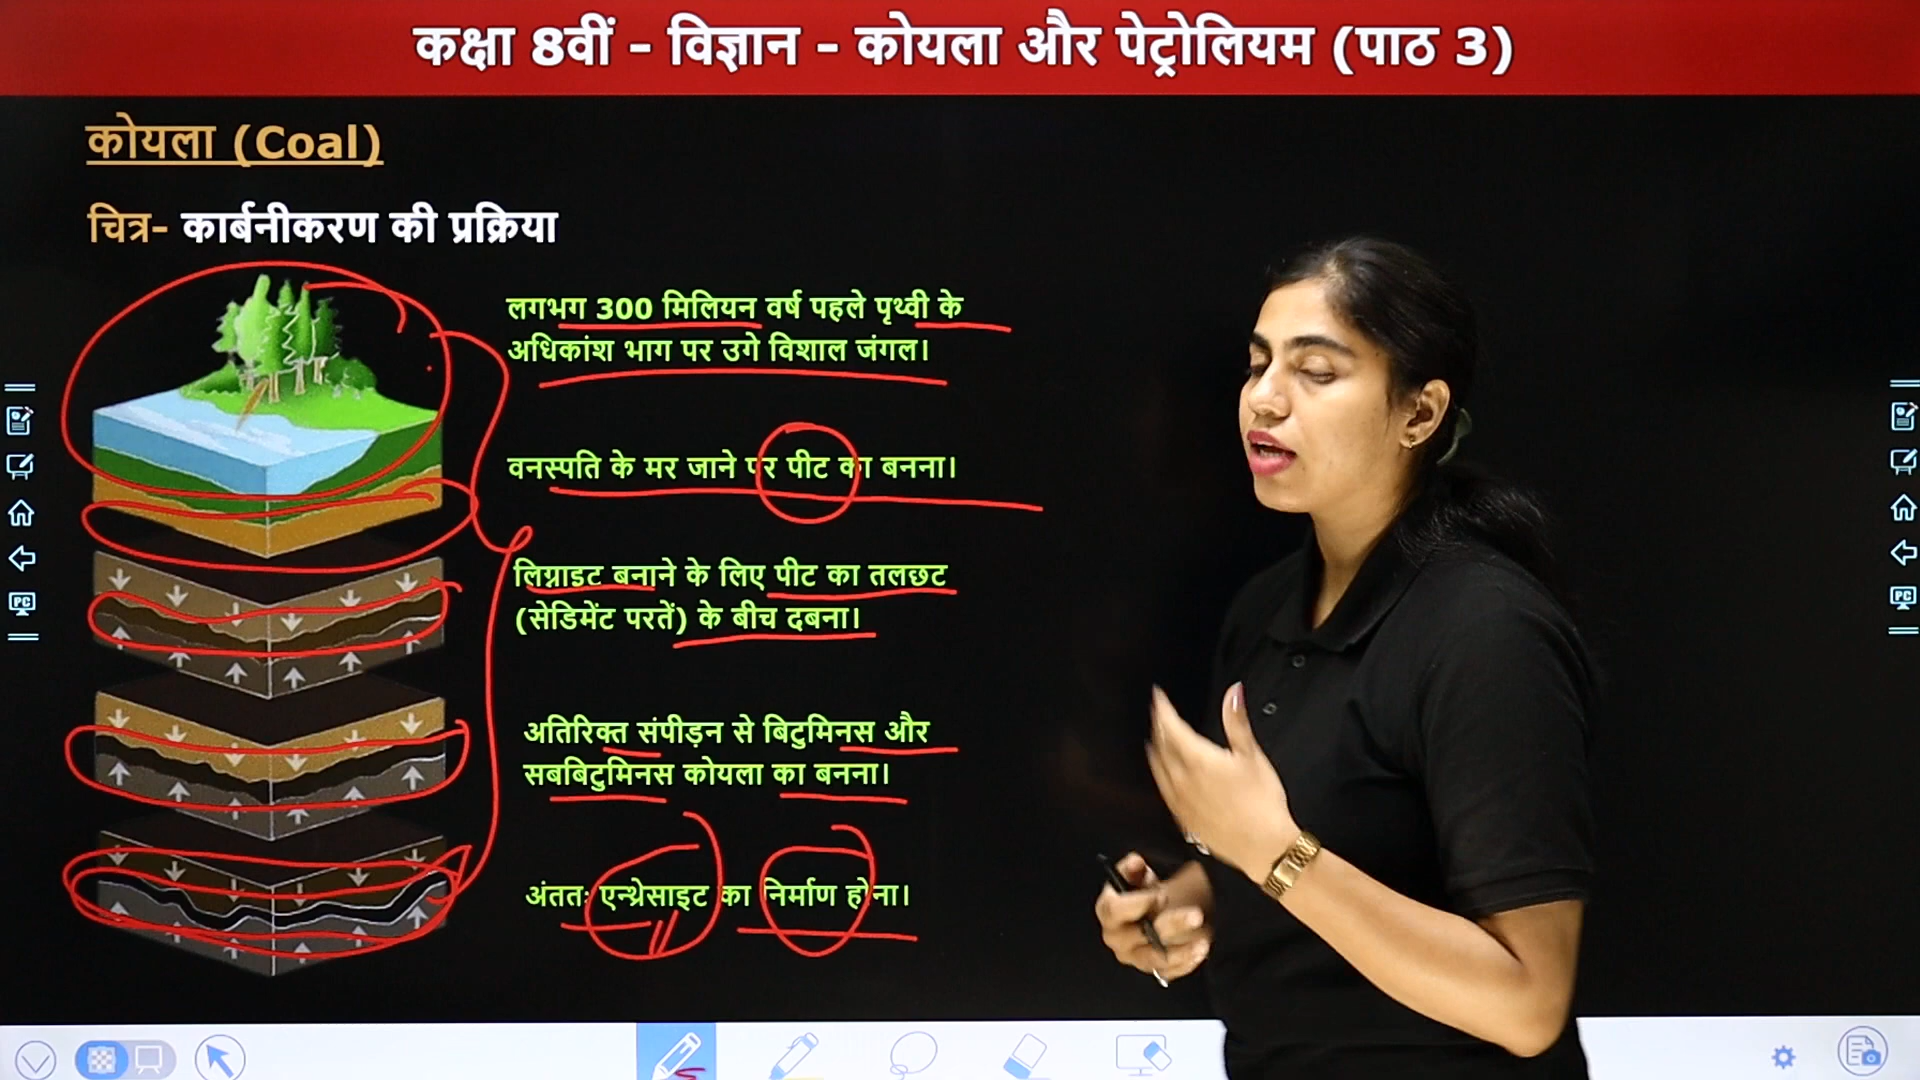 कक्षा 8वीं – विज्ञान – कोयला और पेट्रोलियम (पाठ 3)
कोयला (Coal)
चित्र- कार्बनीकरण की प्रक्रिया
लगभग 300 मिलियन वर्ष पहले पृथ्वी के
अधिकांश भाग पर उगे विशाल जंगल।
वनस्पति के मर जाने पर पीट का बनना।
लिग्नाइट बनाने के लिए पीट का तलछट
(सेडिमेंट परतें) के बीच दबना।
अतिरिक्त संपीड़न से बिटुमिनस और
सबबिटुमिनस कोयला का बनना।
अंततः एन्थ्रेसाइट का निर्माण होना।
PC
PC